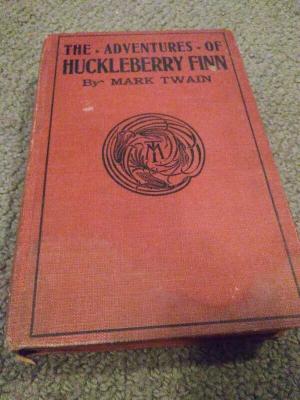 THE · ADVENTURES · OF
HUCKLEBERRY FINN
By MARK TWAIN